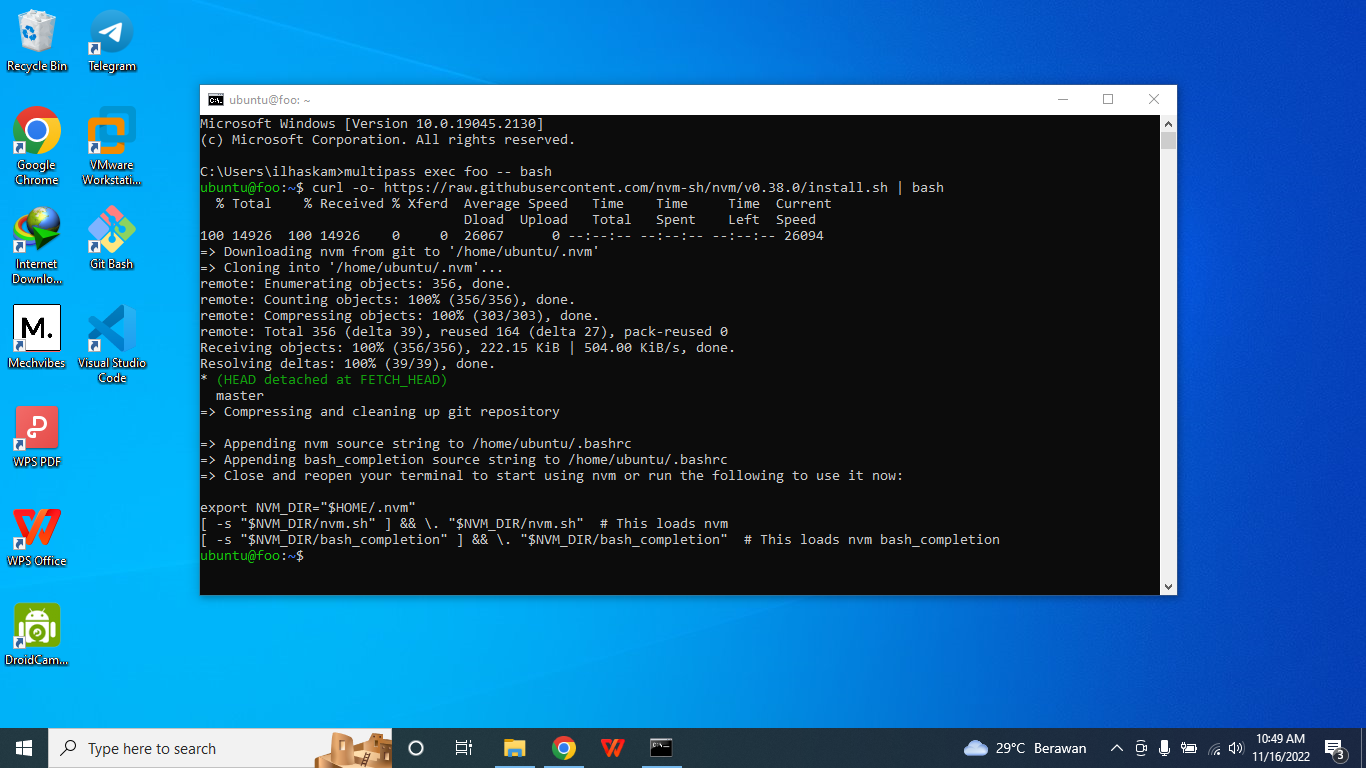 Recycle Bin
Telegram
Google
Chrome
VMware
Workstati...
Internet
Downlo...
Git Bash
M.
Mechvibes
Visual Studio
Code
WPS PDF
WPS Office
DroidCam...
ubuntu@foo: ~
Microsoft Windows [Version 10.0.19045.2130]
(c) Microsoft Corporation. All rights reserved.
C:\Users\ilhaskam>multipass exec foo -- bash
ubuntu@foo:~$ curl -o- https://raw.githubusercontent.com/nvm-sh/nvm/v0.38.0/install.sh | bash
  % Total    % Received % Xferd  Average Speed   Time    Time     Time  Current
                                 Dload  Upload   Total   Spent    Left  Speed
100 14926  100 14926    0     0  26067      0 --:--:-- --:--:-- --:--:-- 26094
=> Downloading nvm from git to '/home/ubuntu/.nvm'
=> Cloning into '/home/ubuntu/.nvm'...
remote: Enumerating objects: 356, done.
remote: Counting objects: 100% (356/356), done.
remote: Compressing objects: 100% (303/303), done.
remote: Total 356 (delta 39), reused 164 (delta 27), pack-reused 0
Receiving objects: 100% (356/356), 222.15 KiB | 504.00 KiB/s, done.
Resolving deltas: 100% (39/39), done.
* (HEAD detached at FETCH_HEAD)
  master
=> Compressing and cleaning up git repository
=> Appending nvm source string to /home/ubuntu/.bashrc
=> Appending bash_completion source string to /home/ubuntu/.bashrc
=> Close and reopen your terminal to start using nvm or run the following to use it now:
export NVM_DIR="$HOME/.nvm"
[ -s "$NVM_DIR/nvm.sh" ] && \. "$NVM_DIR/nvm.sh"  # This loads nvm
[ -s "$NVM_DIR/bash_completion" ] && \. "$NVM_DIR/bash_completion"  # This loads nvm bash_completion
ubuntu@foo:~$
Type here to search
29°C Berawan
10:49 AM
11/16/2022
3